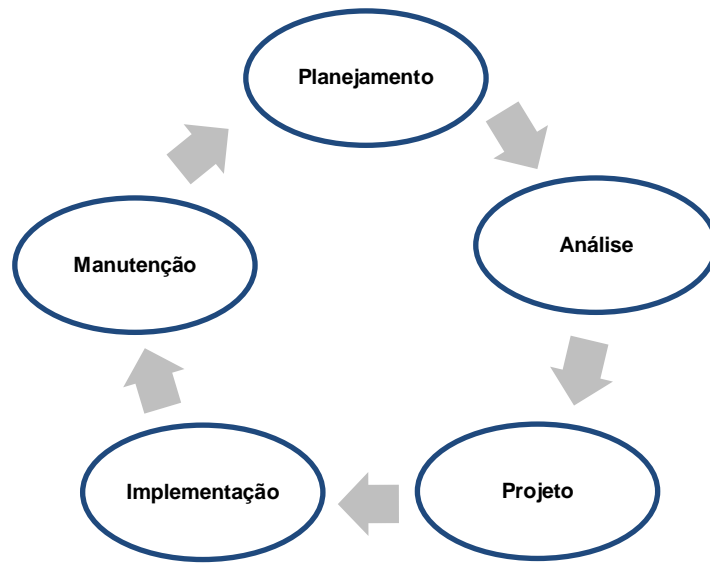 Planejamento
Análise
Projeto
Implementação
Manutenção